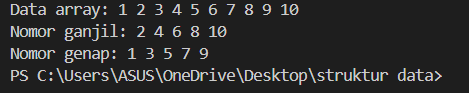 Data array: 1 2 3 4 5 6 7 8 9 10
Nomor ganjil: 2 4 6 8 10
Nomor genap: 1 3 5 7 9
PS C:\Users\ASUS\OneDrive\Desktop\struktur data>